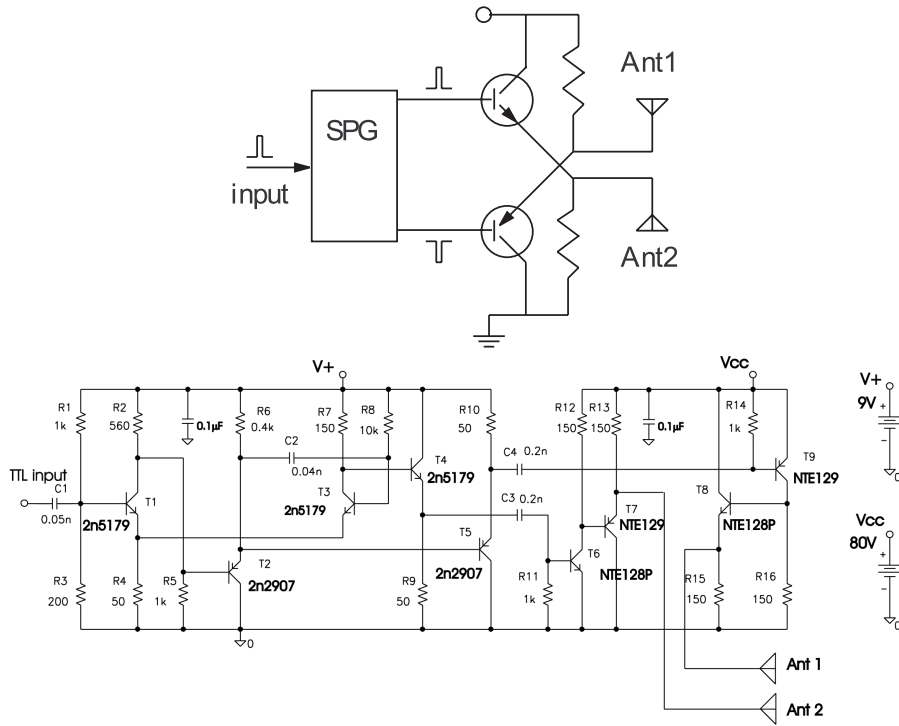 Ant1
SPG
input
Ant2
V+
Vcc
V+
9V
+
-
0
R1
1k
R2
560
0.1µF
R6
0.4k
C2
0.04n
R7
150
R8
10k
R10
50
R12
150
R13
150
0.1µF
R14
1k
TTL input
C1
0.05n
T1
2n5179
T3
2n5179
T4
2n5179
C4
0.2n
C3
0.2n
T7
NTE129
T8
NTE128P
T9
NTE129
R3
200
R4
50
R5
1k
T2
2n2907
T5
2n2907
R9
50
R11
1k
T6
NTE128P
R15
150
R16
150
Vcc
80V
+
-
0
0
Ant 1
Ant 2